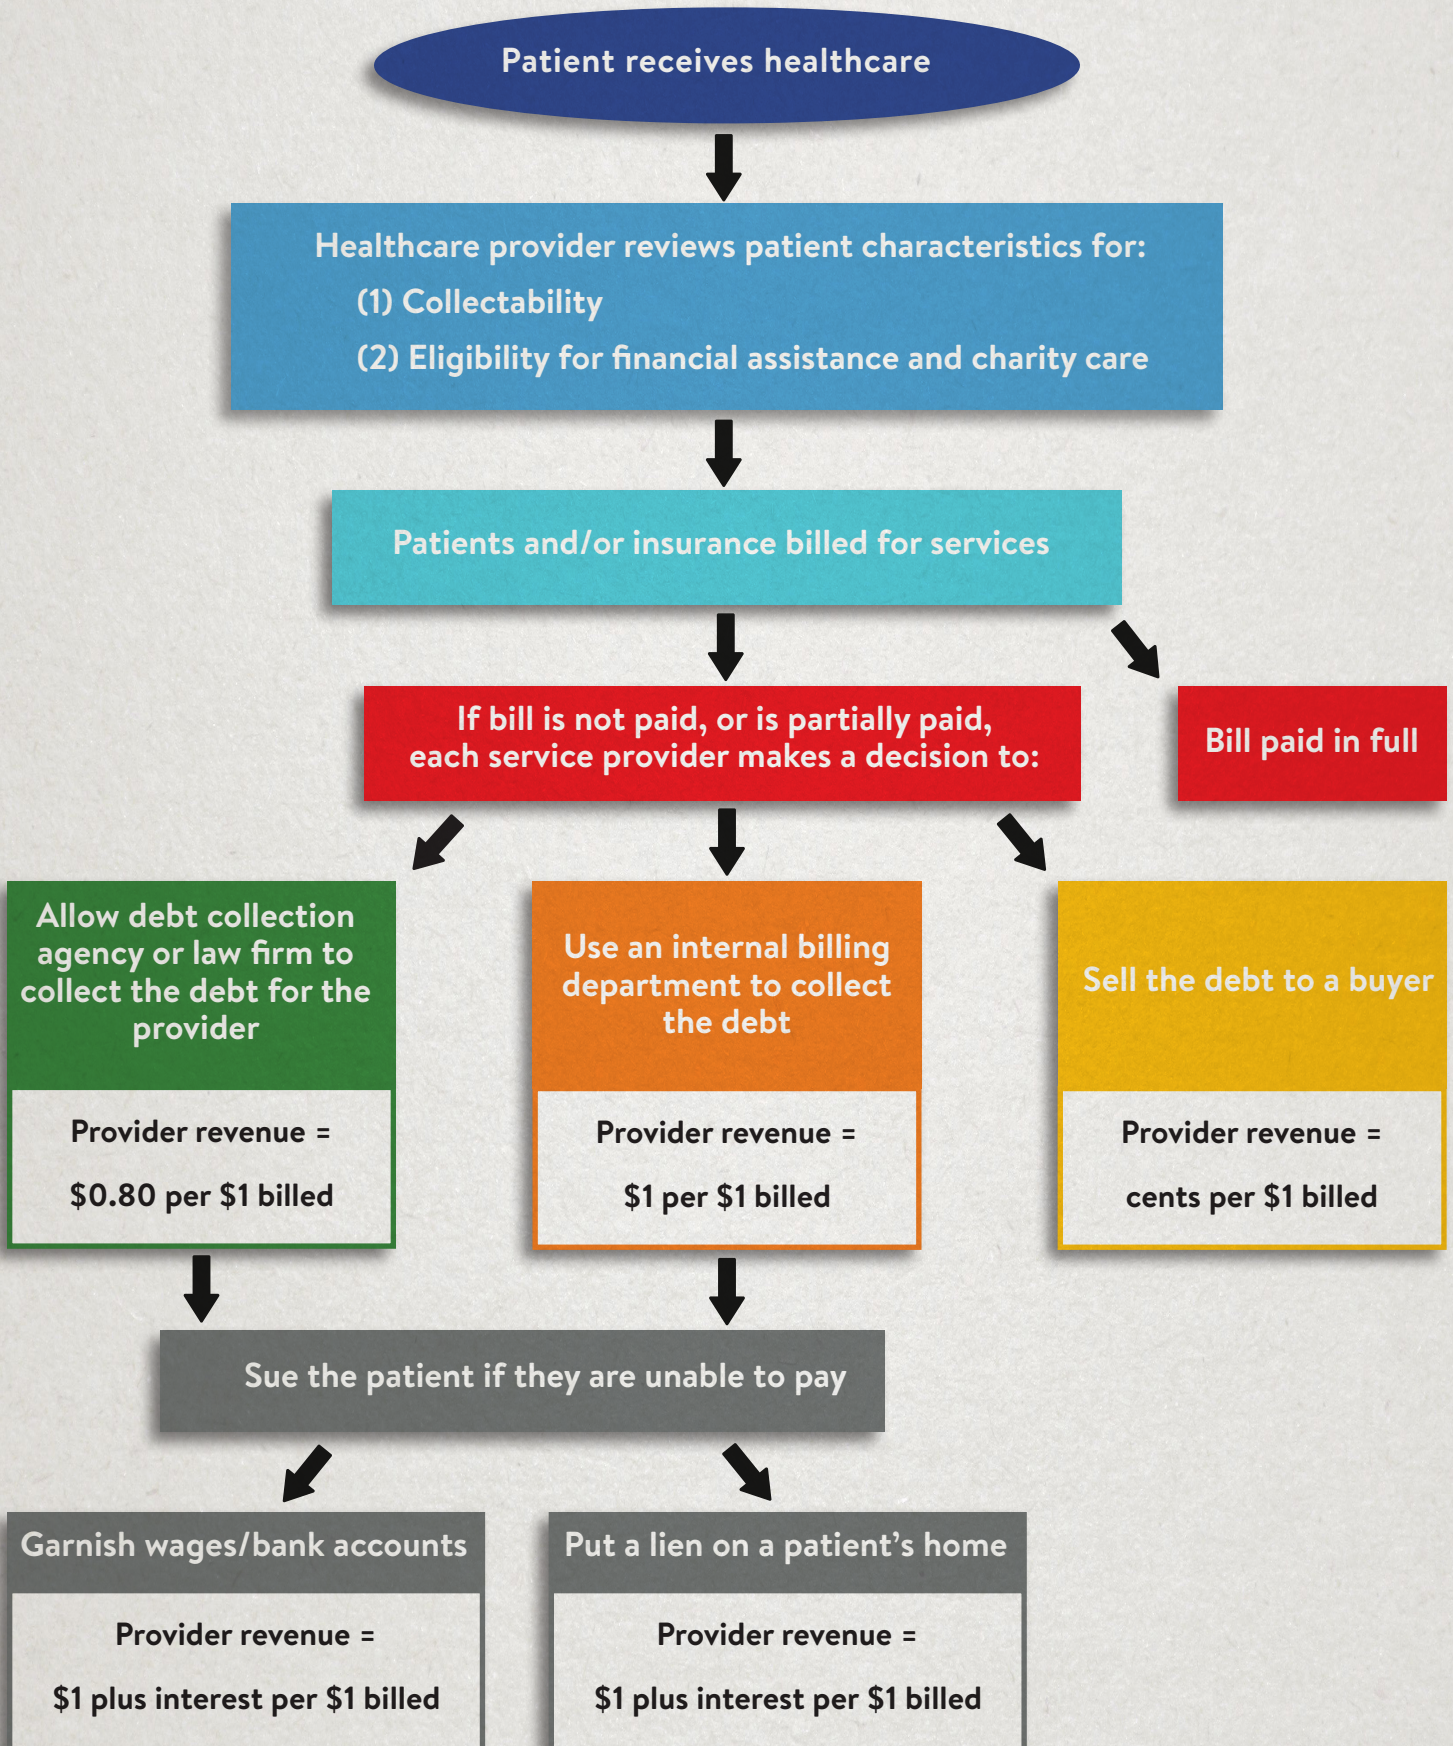 Patient receives healthcare
Healthcare provider reviews patient characteristics for:
(1) Collectability
(2) Eligibility for financial assistance and charity care
Patients and/or insurance billed for services
If bill is not paid, or is partially paid,
each service provider makes a decision to:
Bill paid in full
Allow debt collection
agency or law firm to
collect the debt for the
provider
Provider revenue =
$0.80 per $1 billed
Use an internal billing
department to collect
the debt
Provider revenue =
$1 per $1 billed
Sell the debt to a buyer
Provider revenue =
cents per $1 billed
Sue the patient if they are unable to pay
Garnish wages/bank accounts
Provider revenue =
$1 plus interest per $1 billed
Put a lien on a patient’s home
Provider revenue =
$1 plus interest per $1 billed